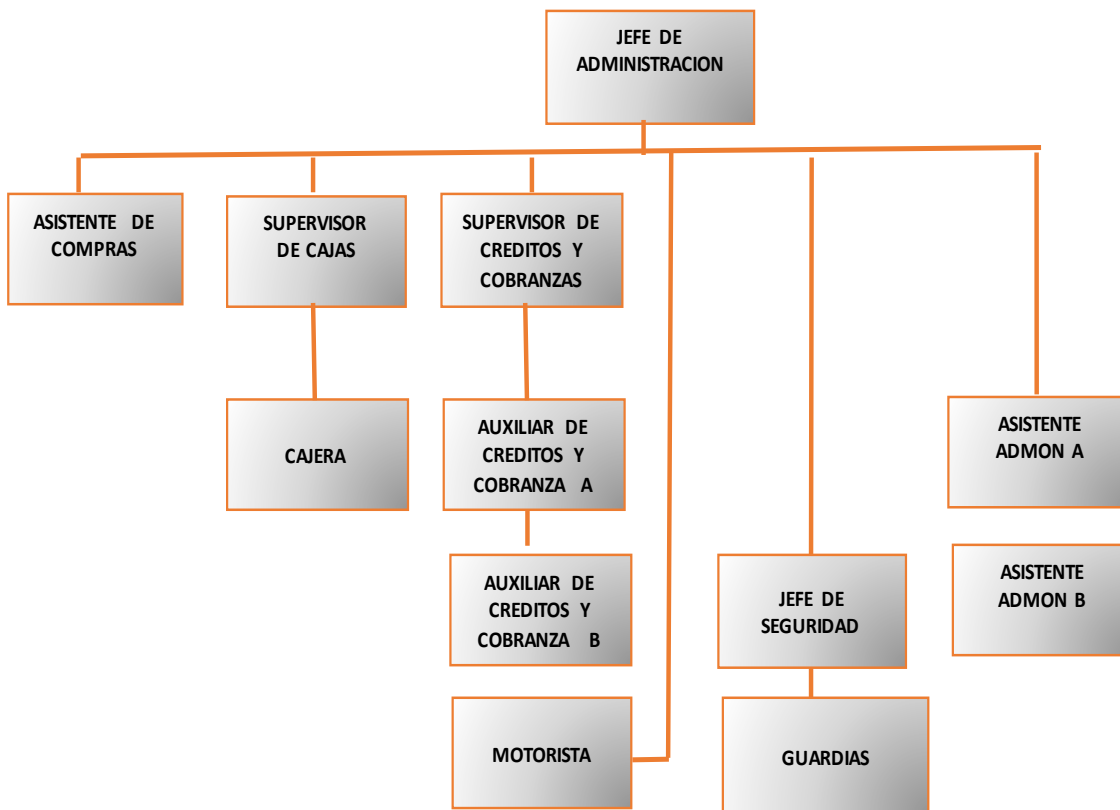 JEFE DE
ADMINISTRACION
ASISTENTE DE
COMPRAS
SUPERVISOR
DE CAJAS
SUPERVISOR DE
CREDITOS Y
COBRANZAS
CAJERA
AUXILIAR DE
CREDITOS Y
COBRANZA A
ASISTENTE
ADMON A
AUXILIAR DE
CREDITOS Y
COBRANZA B
JEFE DE
SEGURIDAD
ASISTENTE
ADMON B
MOTORISTA
GUARDIAS